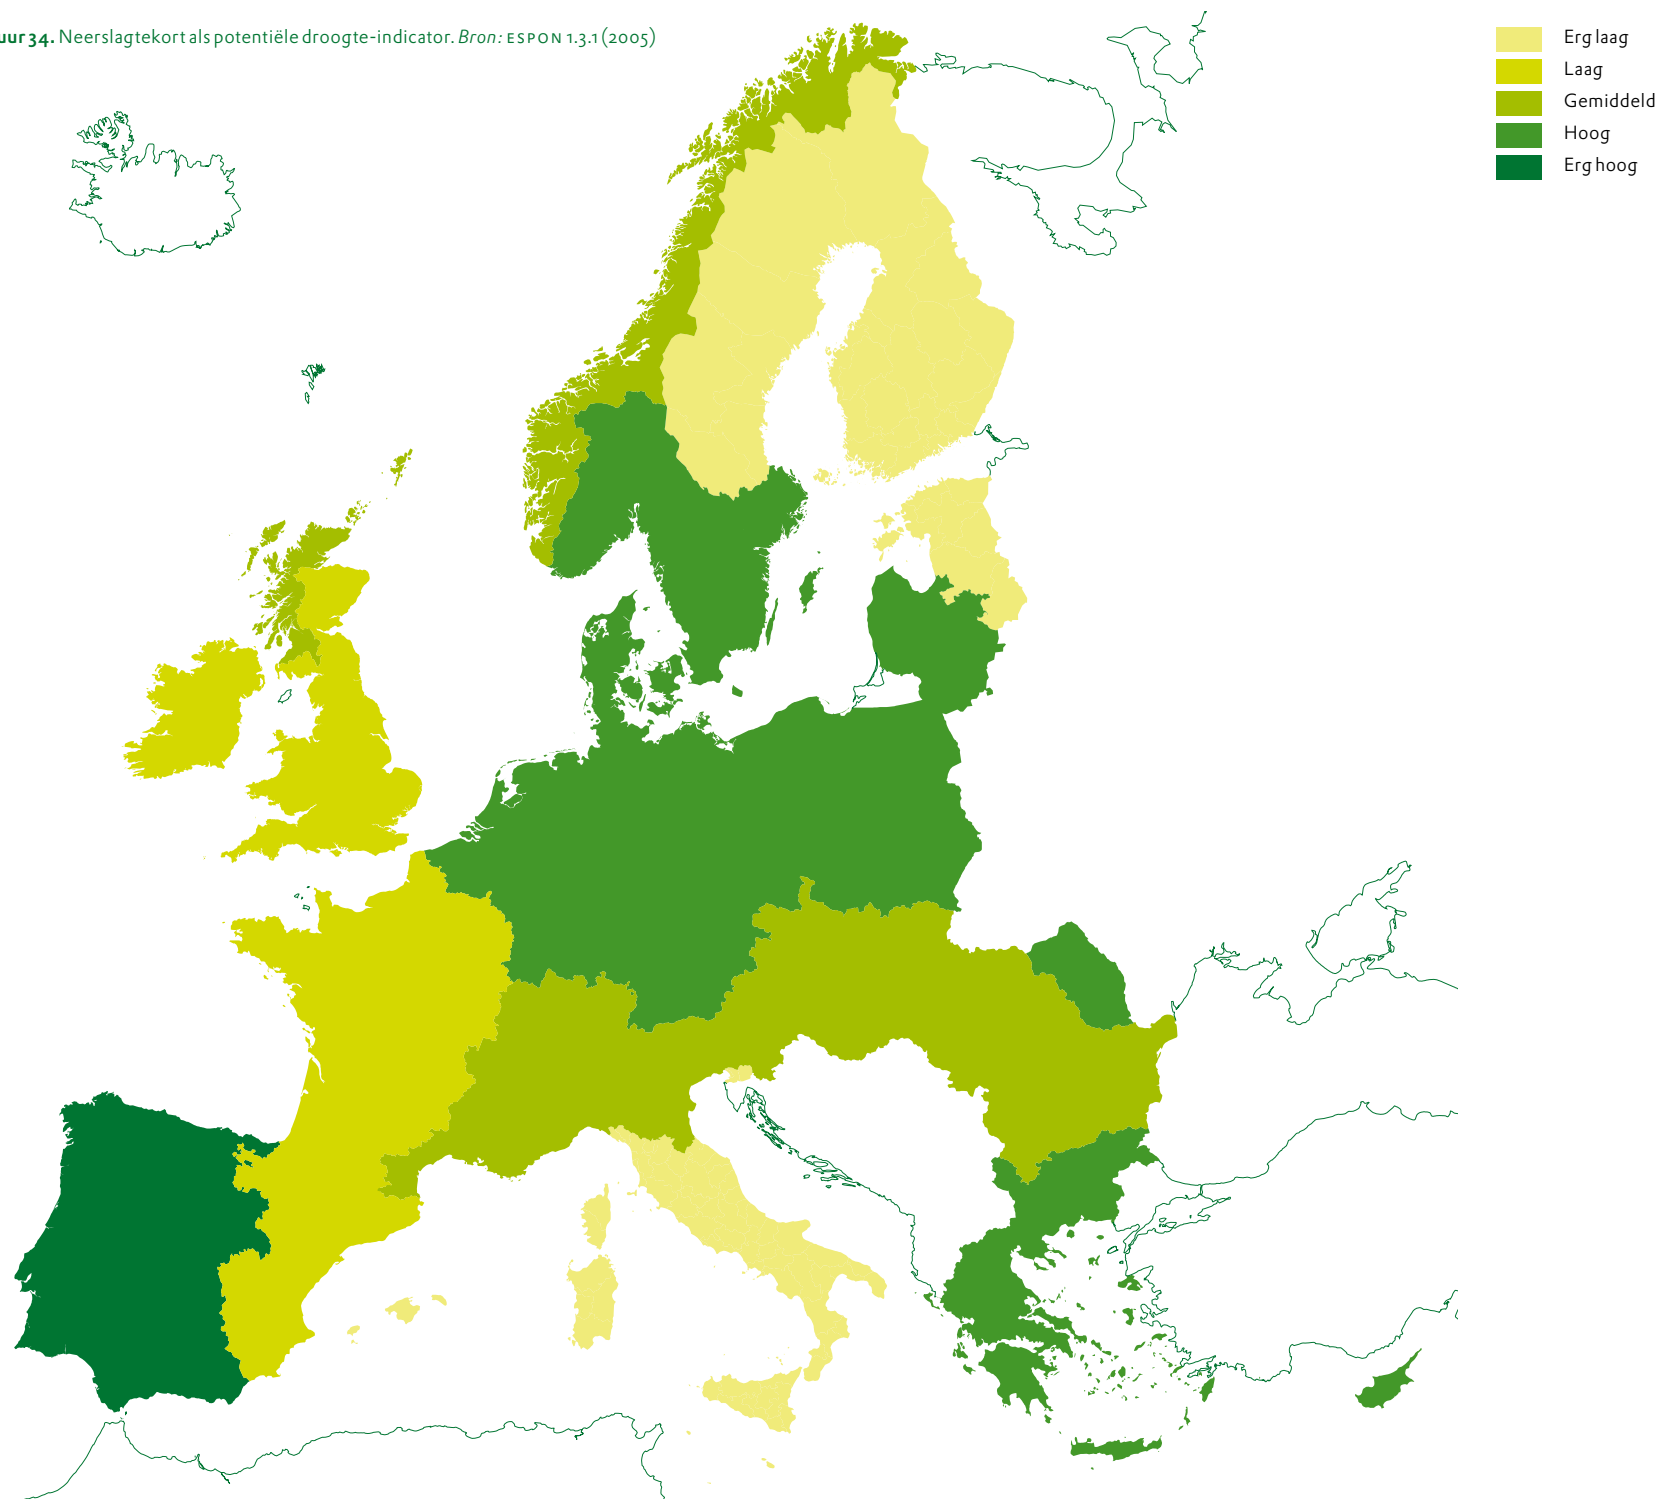 uur 34. Neerslagtekort als potentiële droogte-indicator. Bron: ESPON 1.3.1 (2005)
Erg laag
Laag
Gemiddeld
Hoog
Erg hoog